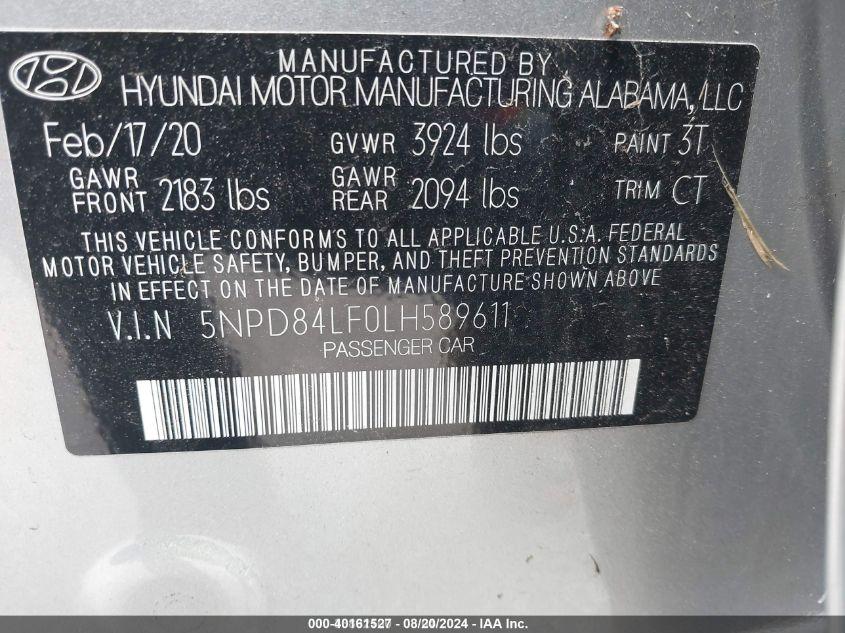 MANUFACTURED BY
HYUNDAI MOTOR MANUFACTURING ALABAMA, LLC
Feb/17/20 GVWR 3924 lbs PAINT 3T
GAWR FRONT 2183 lbs GAWR REAR 2094 lbs TRIM CT
THIS VEHICLE CONFORMS TO ALL APPLICABLE U.S.A. FEDERAL
MOTOR VEHICLE SAFETY, BUMPER, AND THEFT PREVENTION STANDARDS
IN EFFECT ON THE DATE OF MANUFACTURE SHOWN ABOVE
V.I.N 5NPD84LF0LH589611
PASSENGER CAR
000-40161527 - 08/20/2024 - IAA Inc.